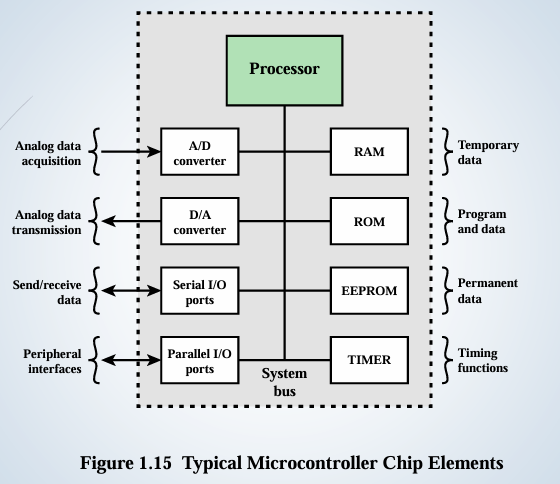 Processor
Analog data
acquisition
A/D
converter
RAM
Temporary
data
Analog data
transmission
D/A
converter
ROM
Program
and data
Send/receive
data
Serial I/O
ports
EEPROM
Permanent
data
Peripheral
interfaces
Parallel I/O
ports
TIMER
Timing
functions
System
bus
Figure 1.15 Typical Microcontroller Chip Elements